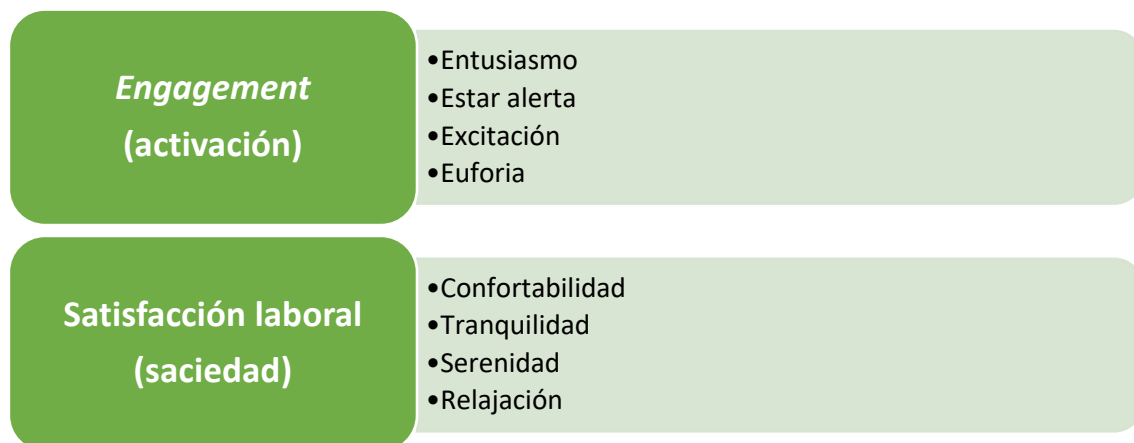 Engagement
(activación)
•Entusiasmo
•Estar alerta
•Excitación
•Euforia
Satisfacción laboral
(saciedad)
•Confortabilidad
•Tranquilidad
•Serenidad
•Relajación